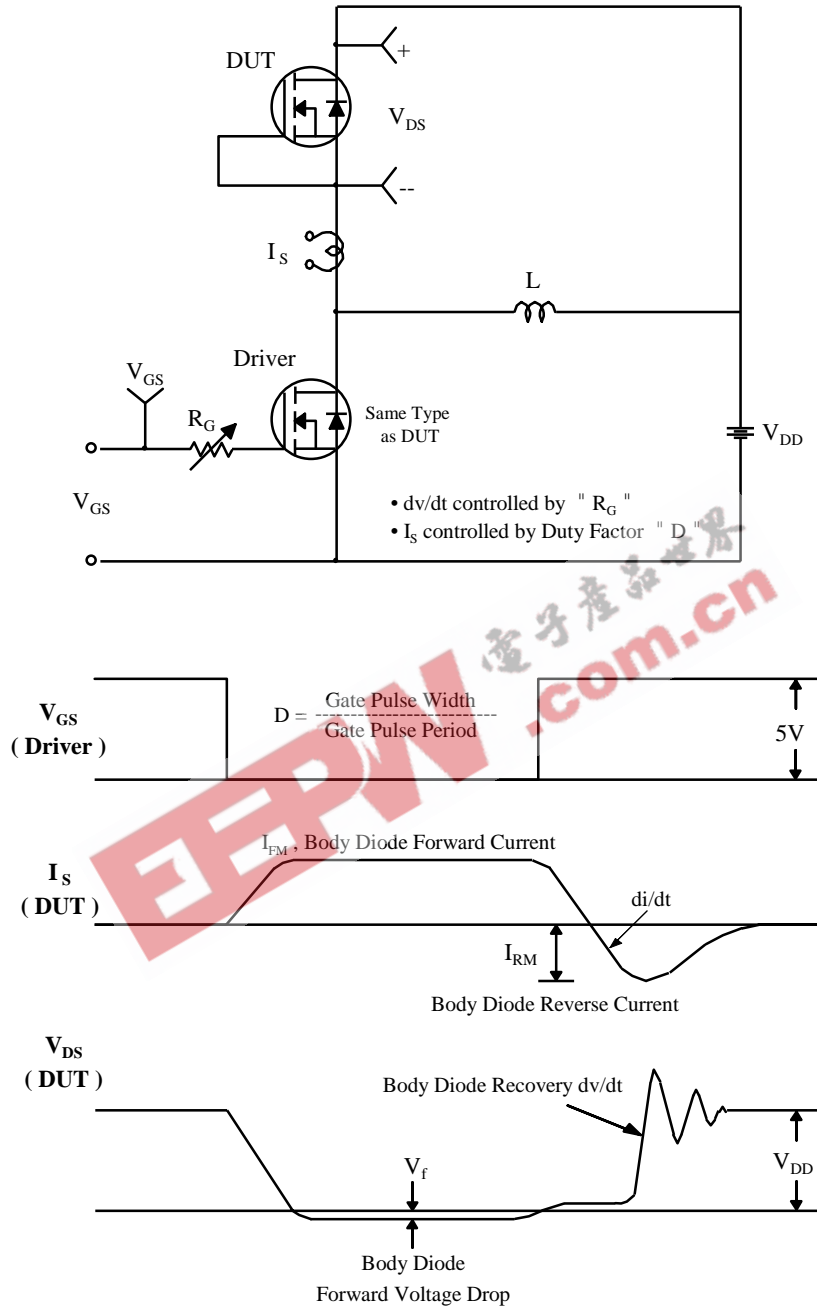 DUT
+
V_DS
--
I_S
L
Driver
V_GS
R_G
Same Type
as DUT
V_DD
V_GS
• dv/dt controlled by "R_G"
• I_S controlled by Duty Factor "D"
電子產品世界
.com.cn
EEPW
V_GS
( Driver )
D = Gate Pulse Width
--------------------------
Gate Pulse Period
5V
I_FM , Body Diode Forward Current
I_S
( DUT )
di/dt
I_RM
Body Diode Reverse Current
V_DS
( DUT )
Body Diode Recovery dv/dt
V_f
V_DD
Body Diode
Forward Voltage Drop